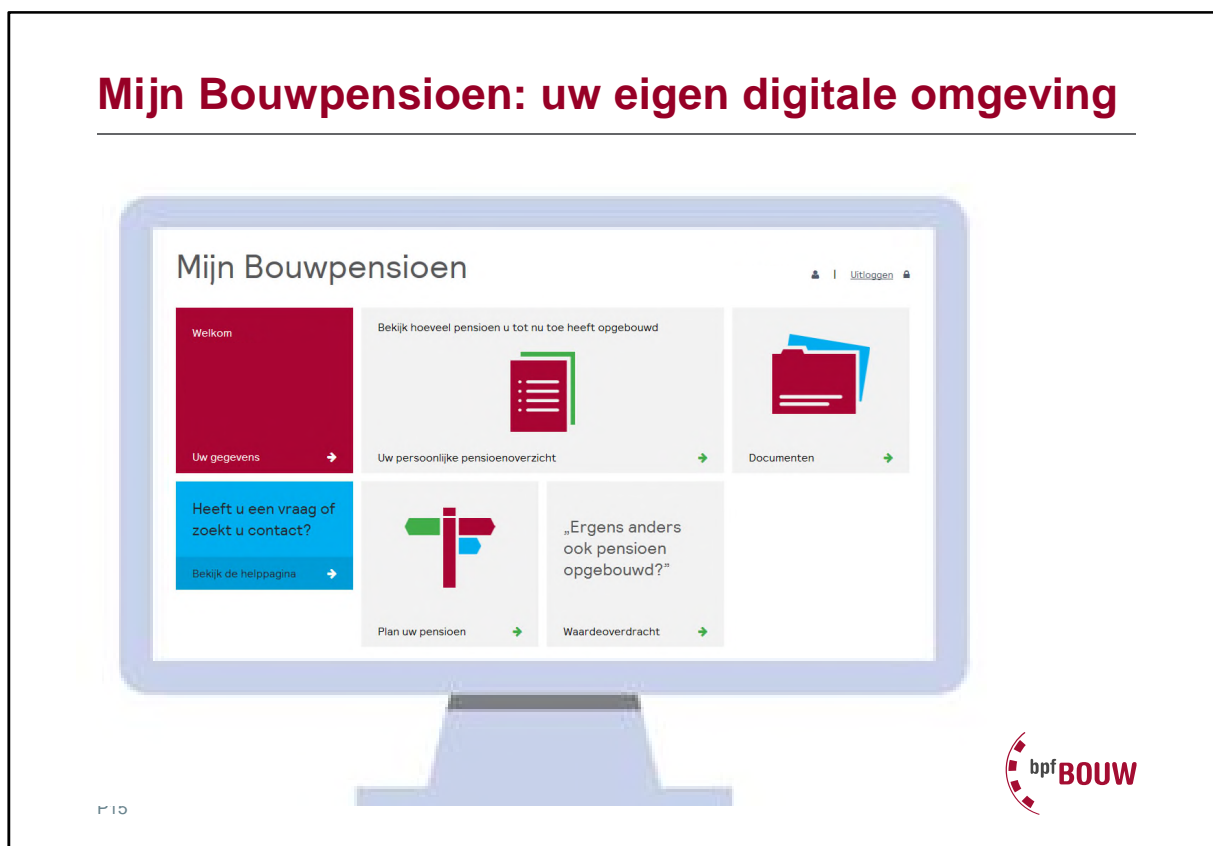 Mijn Bouwpensioen: uw eigen digitale omgeving
Mijn Bouwpensioen
| Uitloggen
Welkom
Uw gegevens
Bekijk hoeveel pensioen u tot nu toe heeft opgebouwd
Uw persoonlijke pensioenoverzicht
Documenten
Heeft u een vraag of
zoekt u contact?
Bekijk de helppagina
Plan uw pensioen
„Ergens anders
ook pensioen
opgebouwd?”
Waardeoverdracht
bpf BOUW
P15